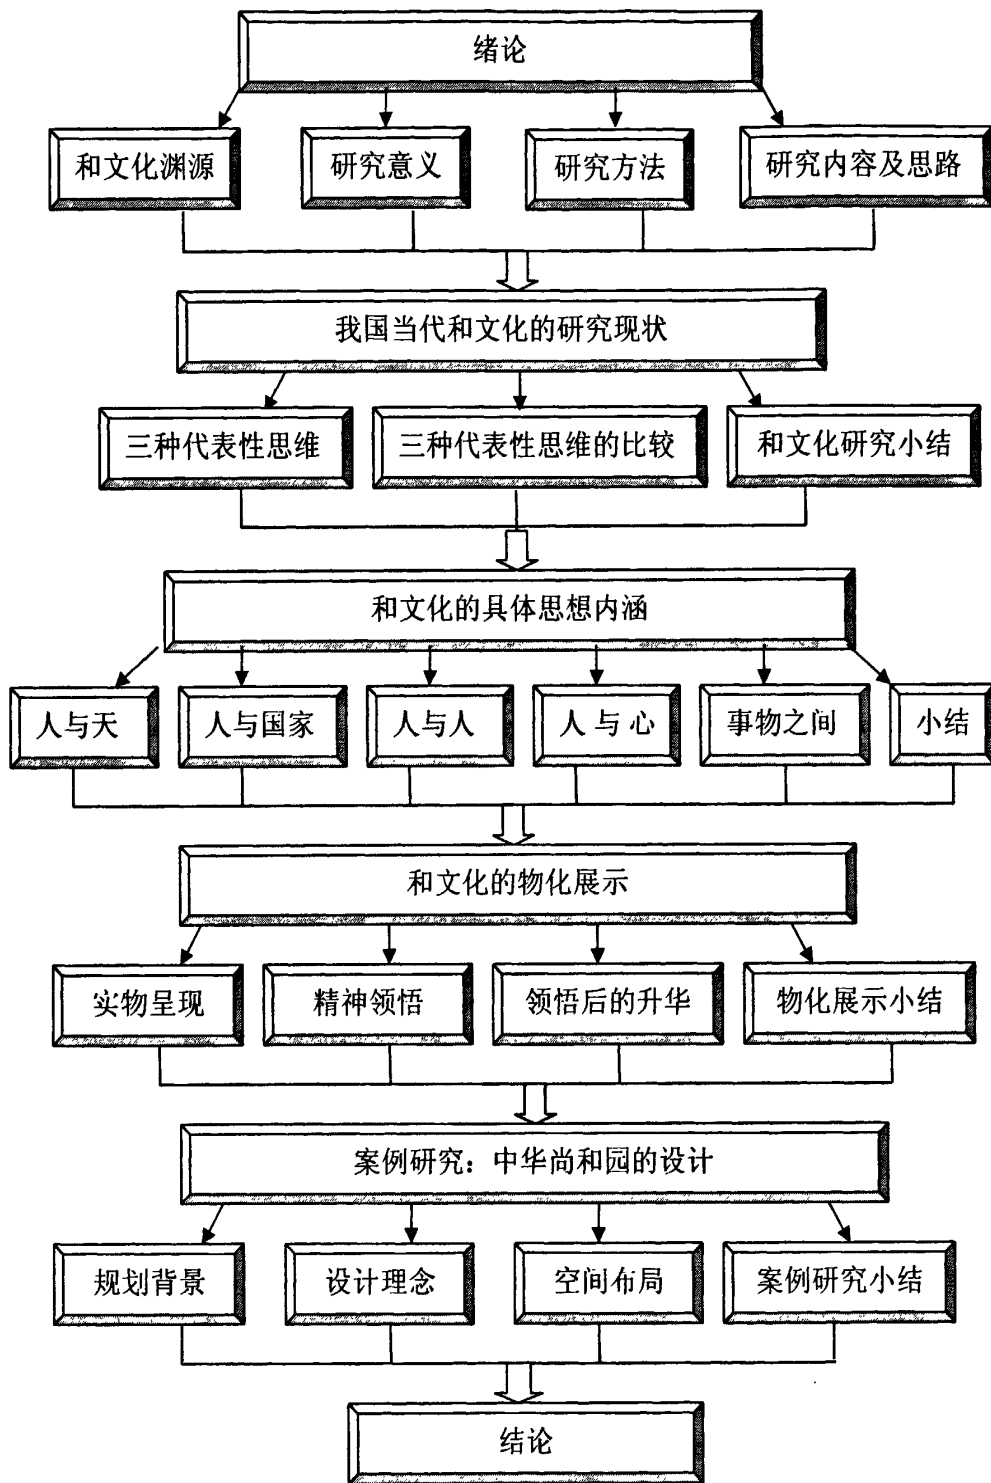 绪论
和文化渊源
研究意义
研究方法
研究内容及思路
我国当代和文化的研究现状
三种代表性思维
三种代表性思维的比较
和文化研究小结
和文化的具体思想内涵
人与天
人与国家
人与人
人与心
事物之间
小结
和文化的物化展示
实物呈现
精神领悟
领悟后的升华
物化展示小结
案例研究：中华尚和园的设计
规划背景
设计理念
空间布局
案例研究小结
结论